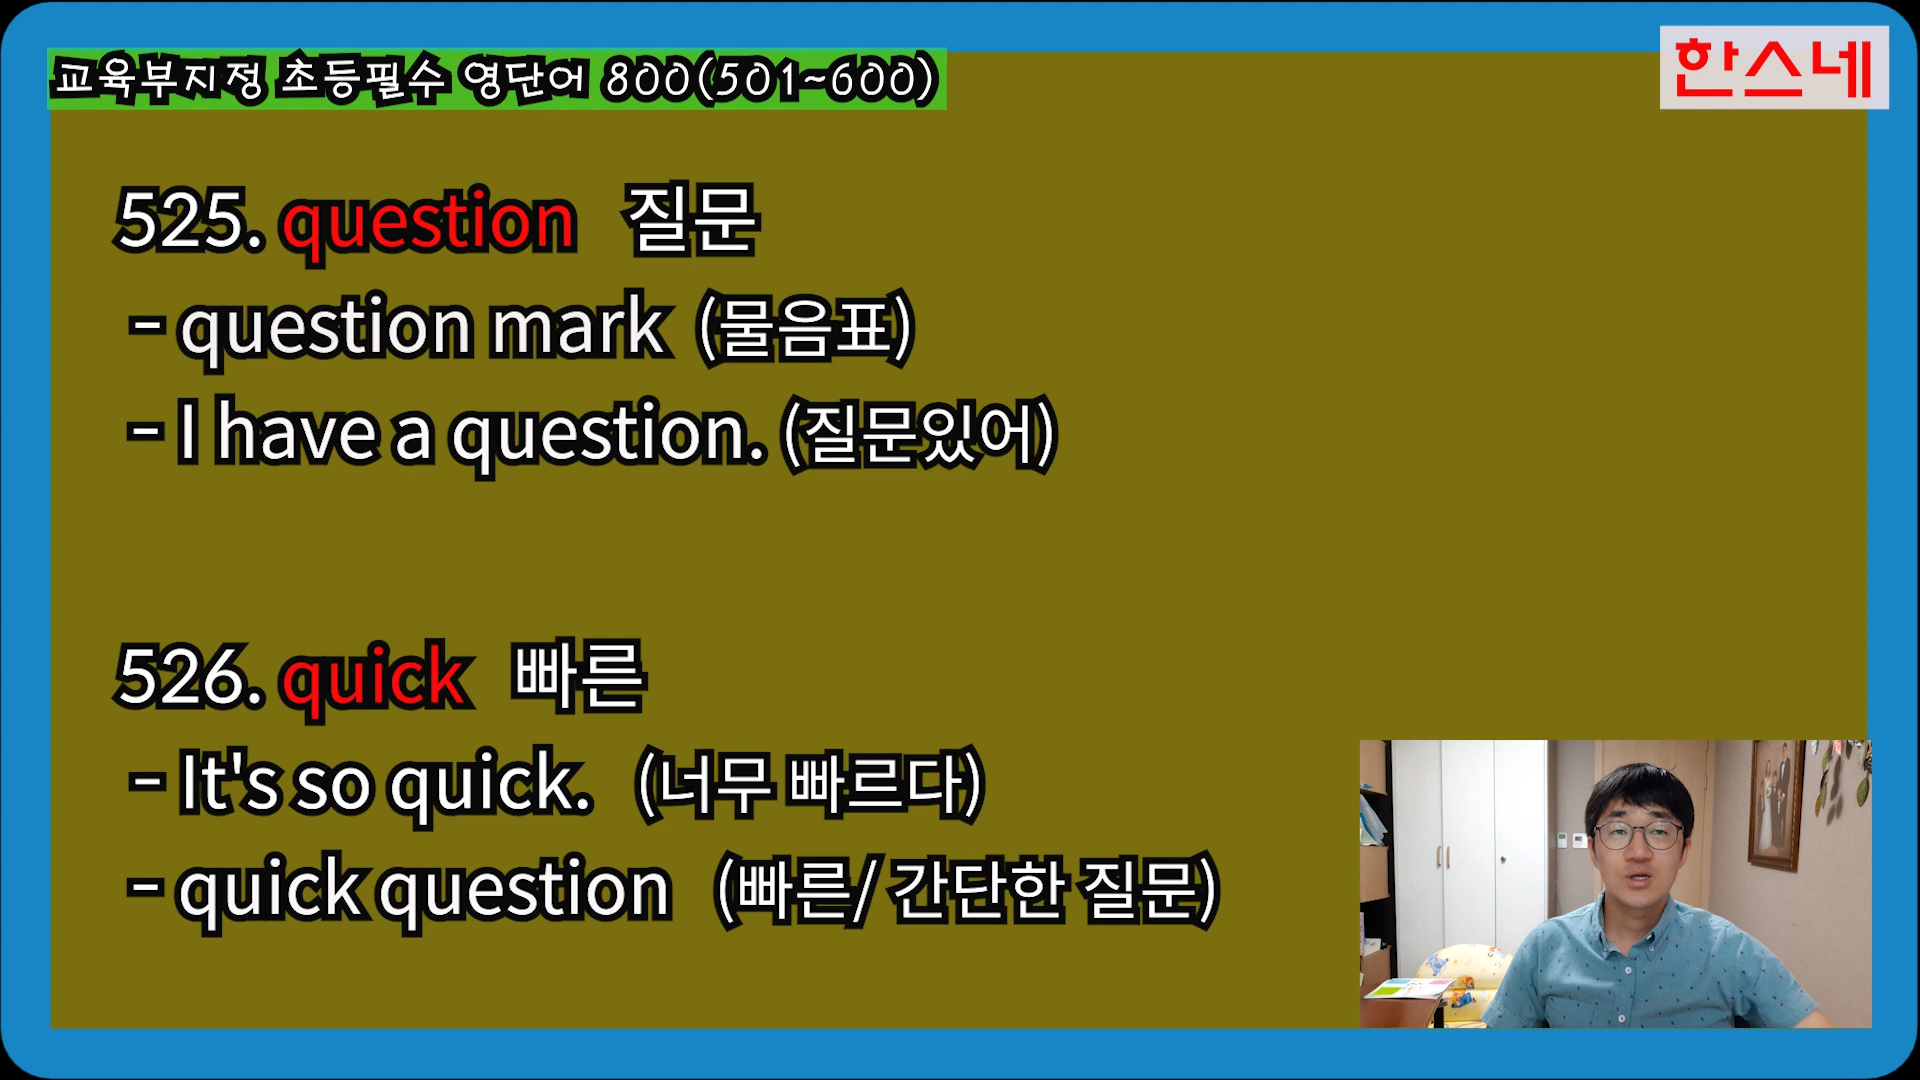 교육부지정 초등필수 영단어 800(501~600)
한스네
525. question 질문
- question mark (물음표)
- I have a question. (질문있어)
526. quick 빠른
- It's so quick. (너무 빠르다)
- quick question (빠른/ 간단한 질문)